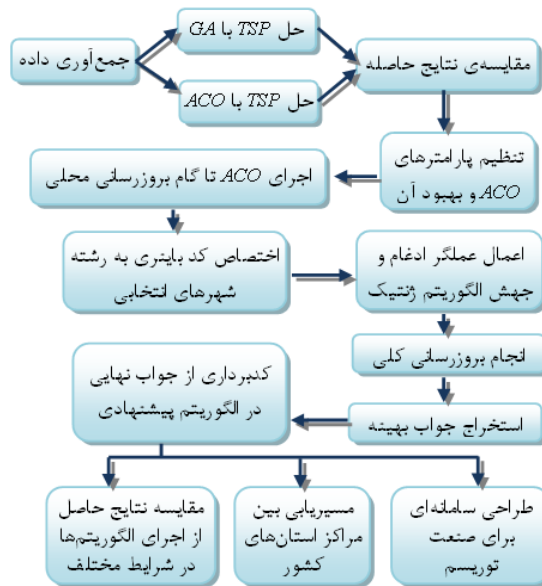 جمع‌آوری داده
حل TSP با GA
حل TSP با ACO
مقایسه‌ی نتایج حاصله
تنظیم پارامترهای
ACO و بهبود آن
اجرای ACO تا گام بروزرسانی محلی
اختصاص کد باینری به رشته
شهرهای انتخابی
اعمال عملگر ادغام و
جهش الگوریتم ژنتیک
انجام بروزرسانی کلی
استخراج جواب بهینه
کدبرداری از جواب نهایی
در الگوریتم پیشنهادی
طراحی سامانه‌ای
برای صنعت
توریسم
مسیریابی بین
مراکز استان‌های
کشور
مقایسه نتایج حاصل
از اجرای الگوریتم‌ها
در شرایط مختلف